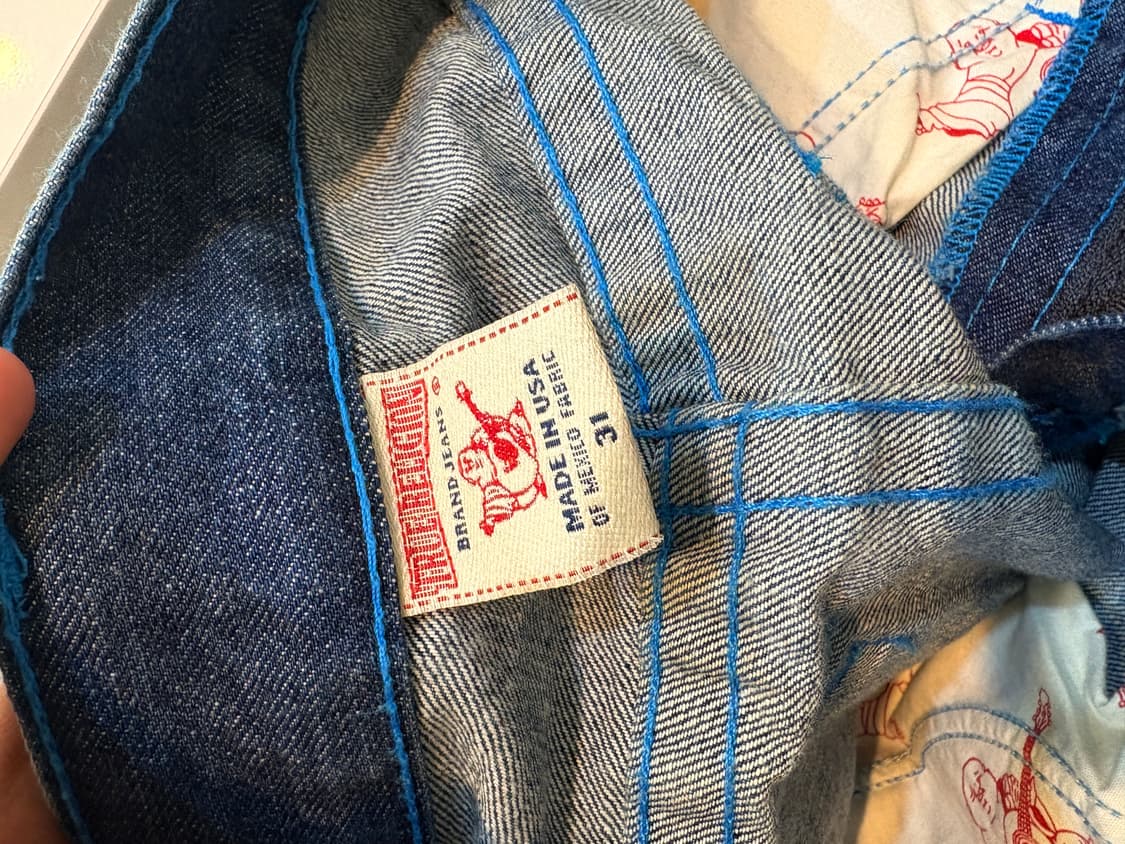 TRUE RELIGION
BRAND JEANS ®
MADE IN USA
OF MEXICO FABRIC
31